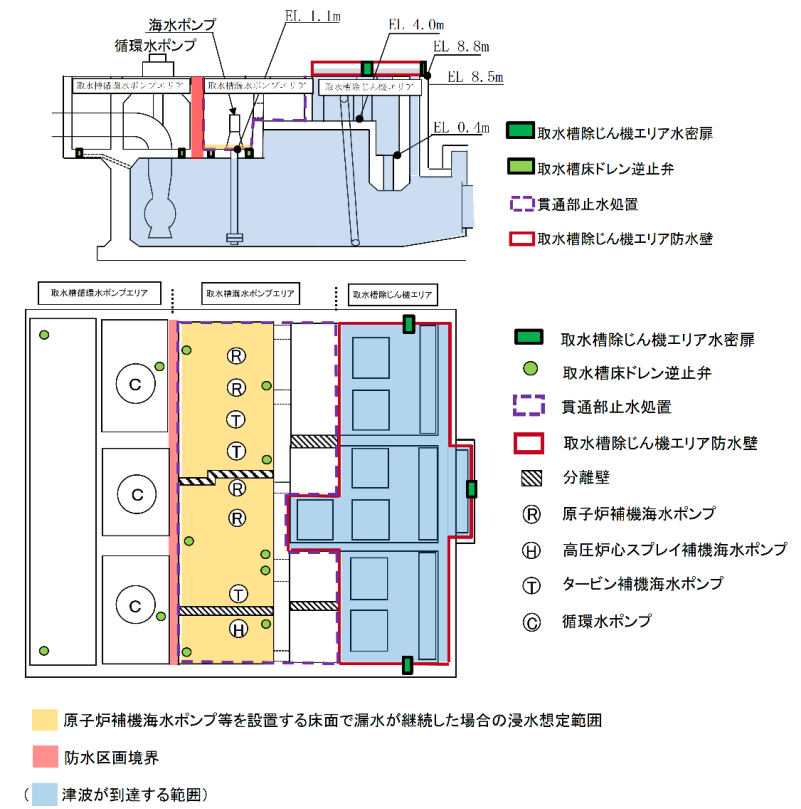 海水ポンプ
循環水ポンプ
EL 1.1m
EL 4.0m
EL 8.8m
EL 8.5m
取水槽循環水ポンプエリア
取水槽海水ポンプエリア
取水槽除じん機エリア
EL 0.4m
取水槽除じん機エリア水密扉
取水槽床ドレン逆止弁
貫通部止水処置
取水槽除じん機エリア防水壁
取水槽循環水ポンプエリア
取水槽海水ポンプエリア
取水槽除じん機エリア
C
C
C
R
R
T
T
R
R
T
H
取水槽除じん機エリア水密扉
取水槽床ドレン逆止弁
貫通部止水処置
取水槽除じん機エリア防水壁
分離壁
R 原子炉補機海水ポンプ
H 高圧炉心スプレイ補機海水ポンプ
T タービン補機海水ポンプ
C 循環水ポンプ
原子炉補機海水ポンプ等を設置する床面で漏水が継続した場合の浸水想定範囲
防水区画境界
( 津波が到達する範囲)